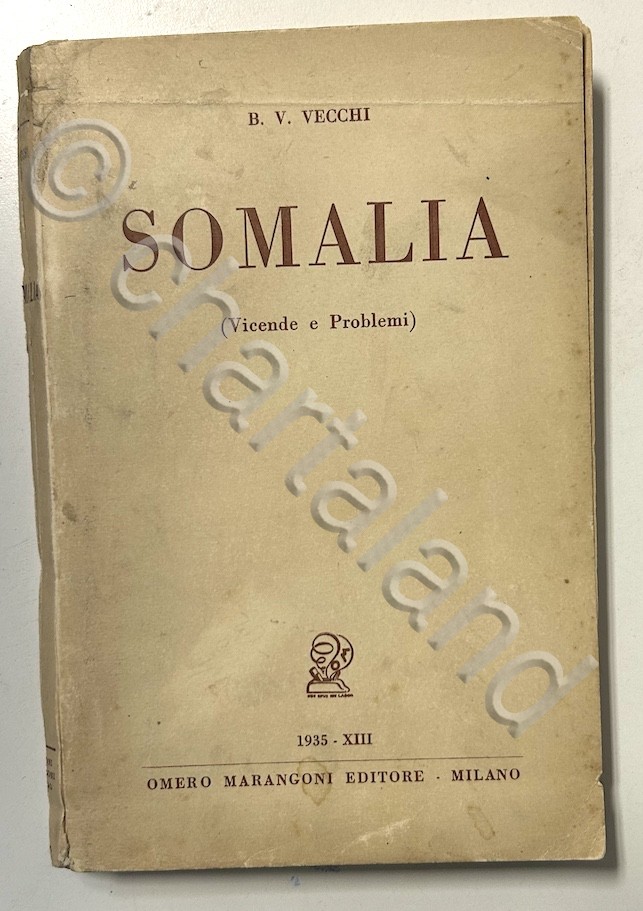 B. V. VECCHI
SOMALIA
(Vicende e Problemi)
1935 - XIII
OMERO MARANGONI EDITORE - MILANO
© chartaland